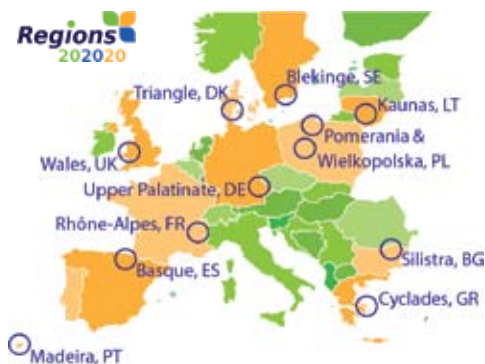 Regions
202020
Blekinge, SE
Triangle, DK
Kaunas, LT
Pomerania &
Wielkopolska, PL
Wales, UK
Upper Palatinate, DE
Rhône-Alpes, FR
Basque, ES
Silistra, BG
Cyclades, GR
Madeira, PT